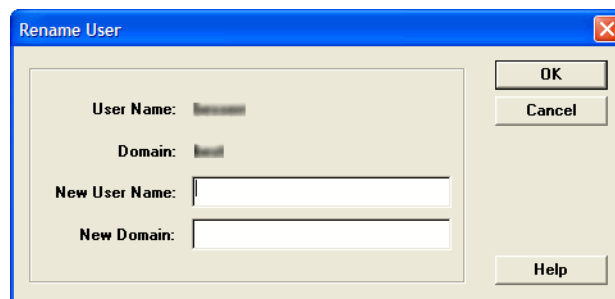 Rename User
OK
User Name:
Cancel
Domain:
New User Name:
New Domain:
Help